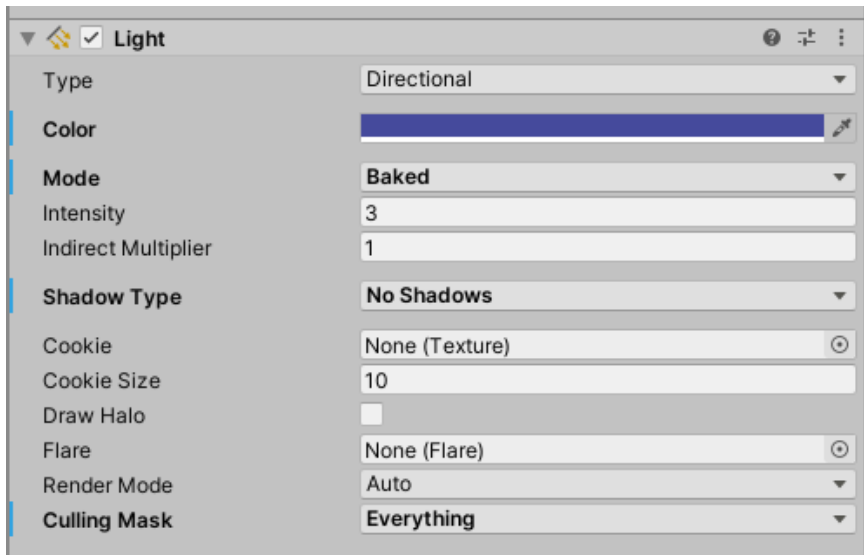 Light
Type Directional
Color
Mode Baked
Intensity 3
Indirect Multiplier 1
Shadow Type No Shadows
Cookie None (Texture)
Cookie Size 10
Draw Halo
Flare None (Flare)
Render Mode Auto
Culling Mask Everything